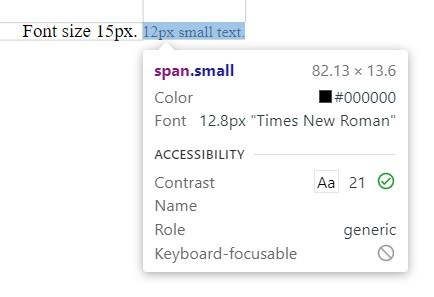 Font size 15px. 12px small text.
span.small 82.13 × 13.6
Color #000000
Font 12.8px "Times New Roman"
ACCESSIBILITY
Contrast Aa 21
Name
Role generic
Keyboard-focusable